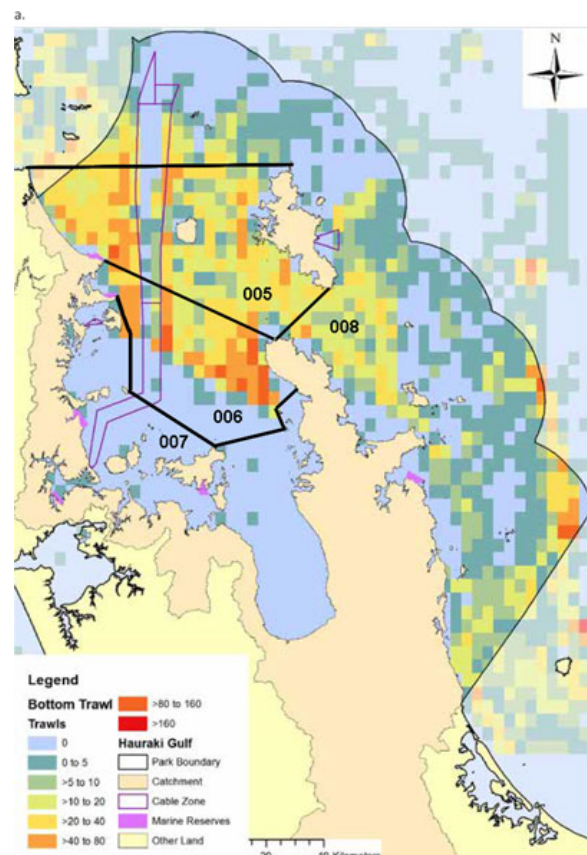 a.
N
005
008
006
007
Legend
Bottom Trawl
Trawls
0
0 to 5
>5 to 10
>10 to 20
>20 to 40
>40 to 80
>80 to 160
>160
Hauraki Gulf
Park Boundary
Catchment
Cable Zone
Marine Reserves
Other Land